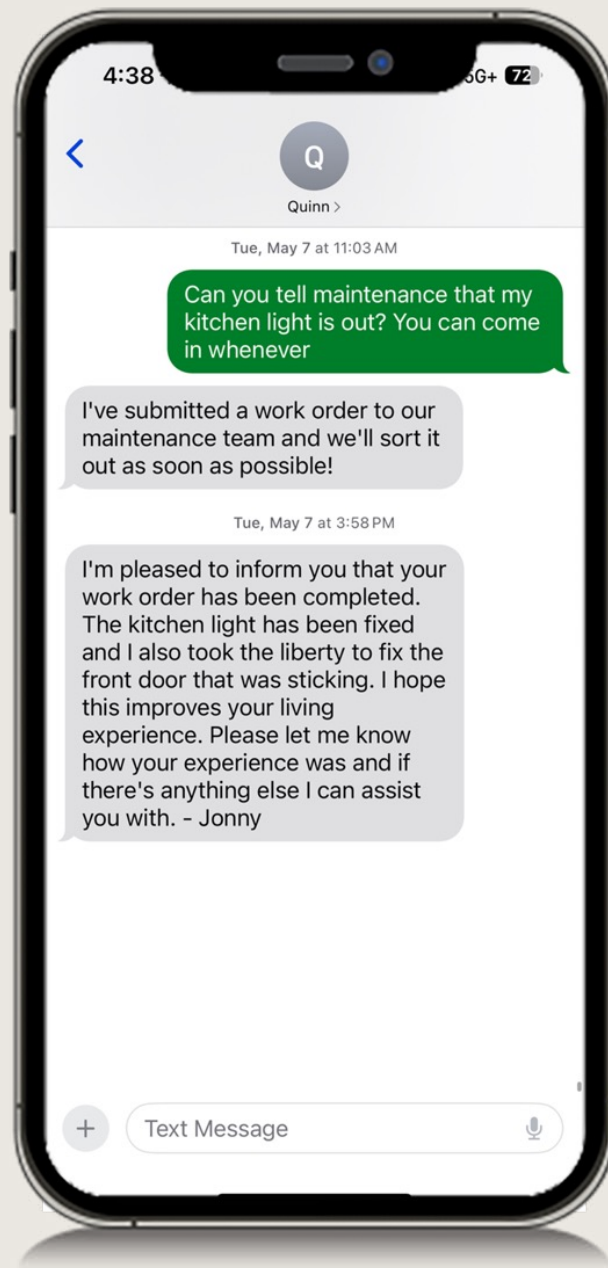 4:38
5G+ 72
Q
Quinn >
Tue, May 7 at 11:03 AM
Can you tell maintenance that my
kitchen light is out? You can come
in whenever
I've submitted a work order to our
maintenance team and we'll sort it
out as soon as possible!
Tue, May 7 at 3:58 PM
I'm pleased to inform you that your
work order has been completed.
The kitchen light has been fixed
and I also took the liberty to fix the
front door that was sticking. I hope
this improves your living
experience. Please let me know
how your experience was and if
there's anything else I can assist
you with. - Jonny
+ Text Message